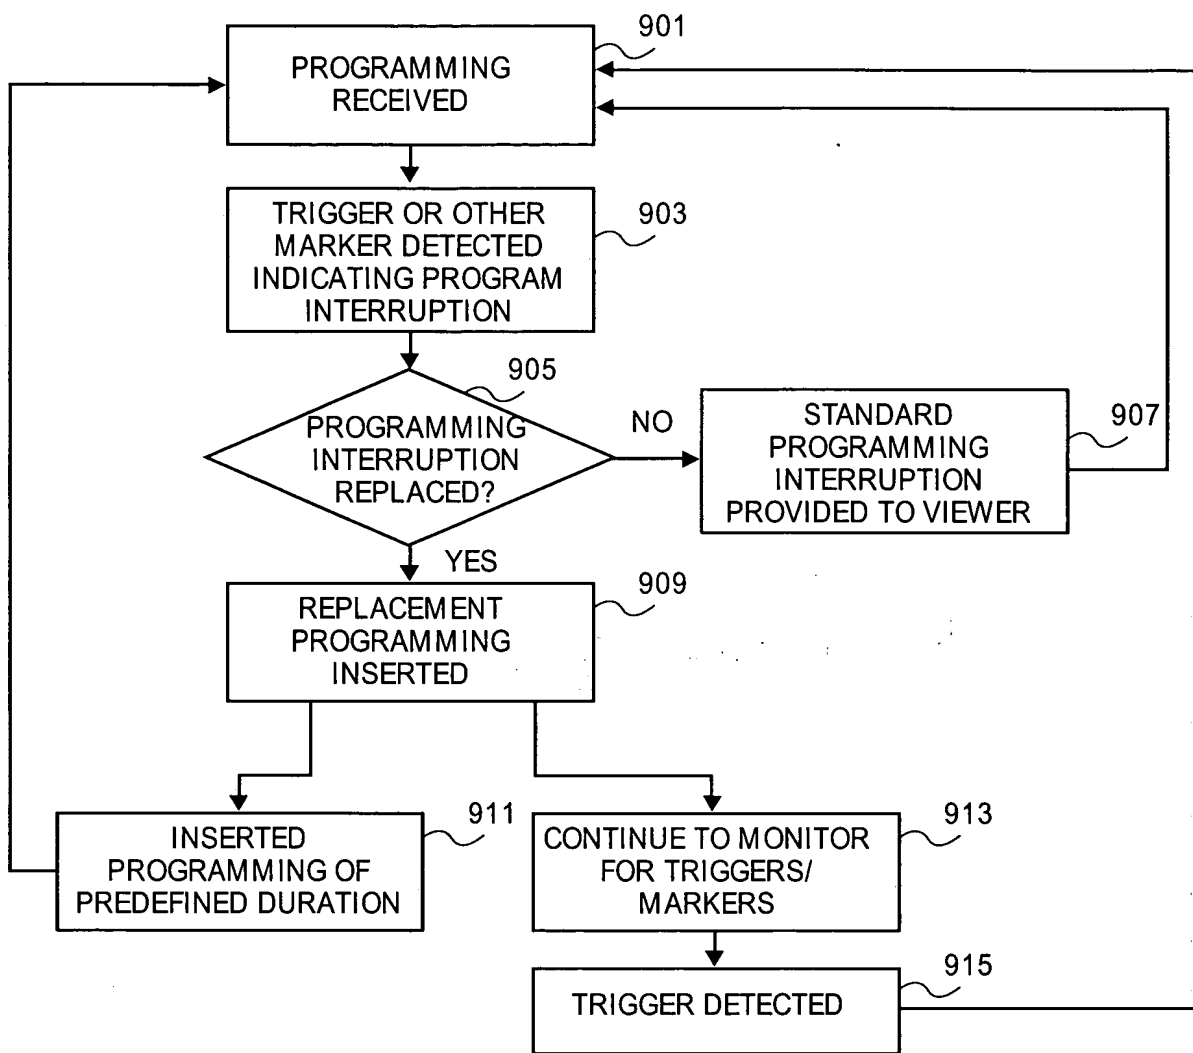 901
PROGRAMMING
RECEIVED
TRIGGER OR OTHER
MARKER DETECTED
INDICATING PROGRAM
INTERRUPTION
903
905
PROGRAMMING
INTERRUPTION
REPLACED?
NO
STANDARD
PROGRAMMING
INTERRUPTION
PROVIDED TO VIEWER
907
YES
909
REPLACEMENT
PROGRAMMING
INSERTED
911
INSERTED
PROGRAMMING OF
PREDEFINED DURATION
913
CONTINUE TO MONITOR
FOR TRIGGERS/
MARKERS
915
TRIGGER DETECTED